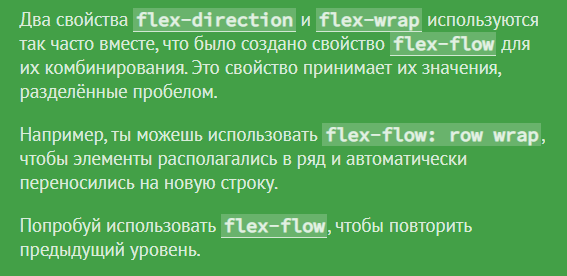 Два свойства flex-direction и flex-wrap используются
так часто вместе, что было создано свойство flex-flow для
их комбинирования. Это свойство принимает их значения,
разделённые пробелом.
Например, ты можешь использовать flex-flow: row wrap,
чтобы элементы располагались в ряд и автоматически
переносились на новую строку.
Попробуй использовать flex-flow, чтобы повторить
предыдущий уровень.